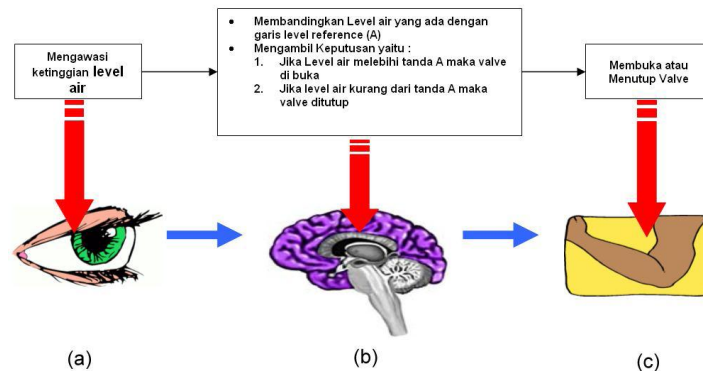 Mengawasi
ketinggian level
air
• Membandingkan Level air yang ada dengan
garis level reference (A)
• Mengambil Keputusan yaitu :
1. Jika Level air melebihi tanda A maka valve
di buka
2. Jika level air kurang dari tanda A maka
valve ditutup
Membuka atau
Menutup Valve
(a)
(b)
(c)